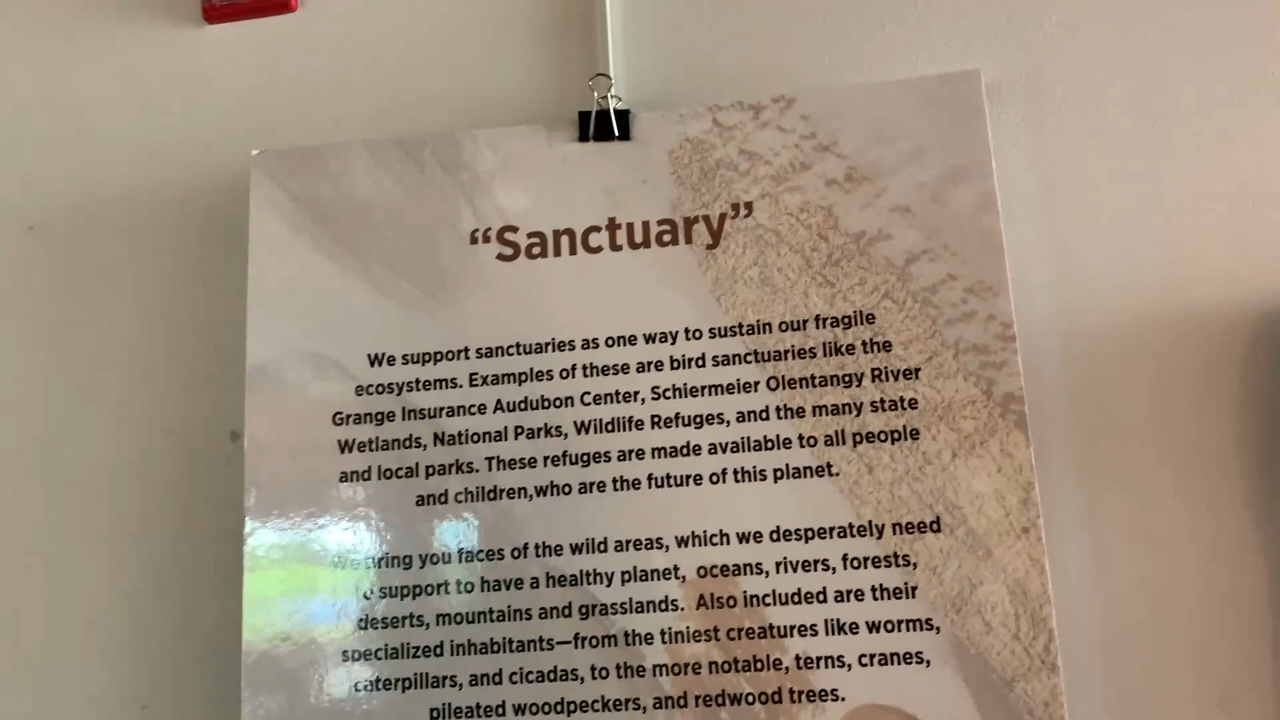 “Sanctuary”
We support sanctuaries as one way to sustain our fragile
ecosystems. Examples of these are bird sanctuaries like the
Grange Insurance Audubon Center, Schiermeier Olentangy River
Wetlands, National Parks, Wildlife Refuges, and the many state
and local parks. These refuges are made available to all people
and children,who are the future of this planet.
We bring you faces of the wild areas, which we desperately need
to support to have a healthy planet, oceans, rivers, forests,
deserts, mountains and grasslands. Also included are their
specialized inhabitants—from the tiniest creatures like worms,
caterpillars, and cicadas, to the more notable, terns, cranes,
pileated woodpeckers, and redwood trees.